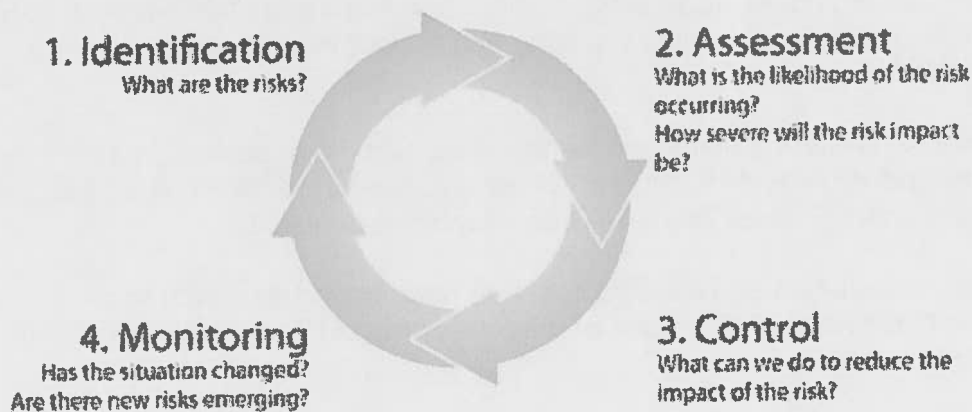 1. Identification
What are the risks?
2. Assessment
What is the likelihood of the risk
occurring?
How severe will the risk impact
be?
3. Control
What can we do to reduce the
impact of the risk?
4. Monitoring
Has the situation changed?
Are there new risks emerging?